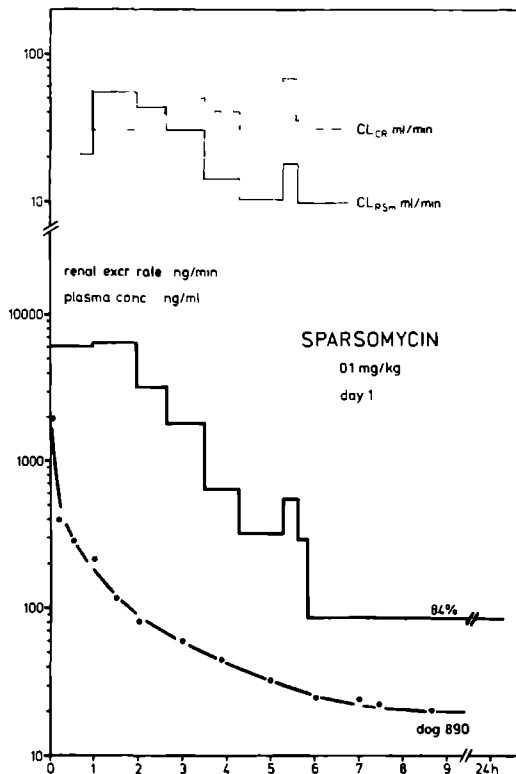 100
CL_CR ml/min
10
CL_RSm ml/min
renal excr rate ng/min
plasma conc ng/ml
10000
SPARSOMYCIN
01 mg/kg
day 1
1000
84%
100
dog 890
10
0 1 2 3 4 5 6 7 8 9 24h